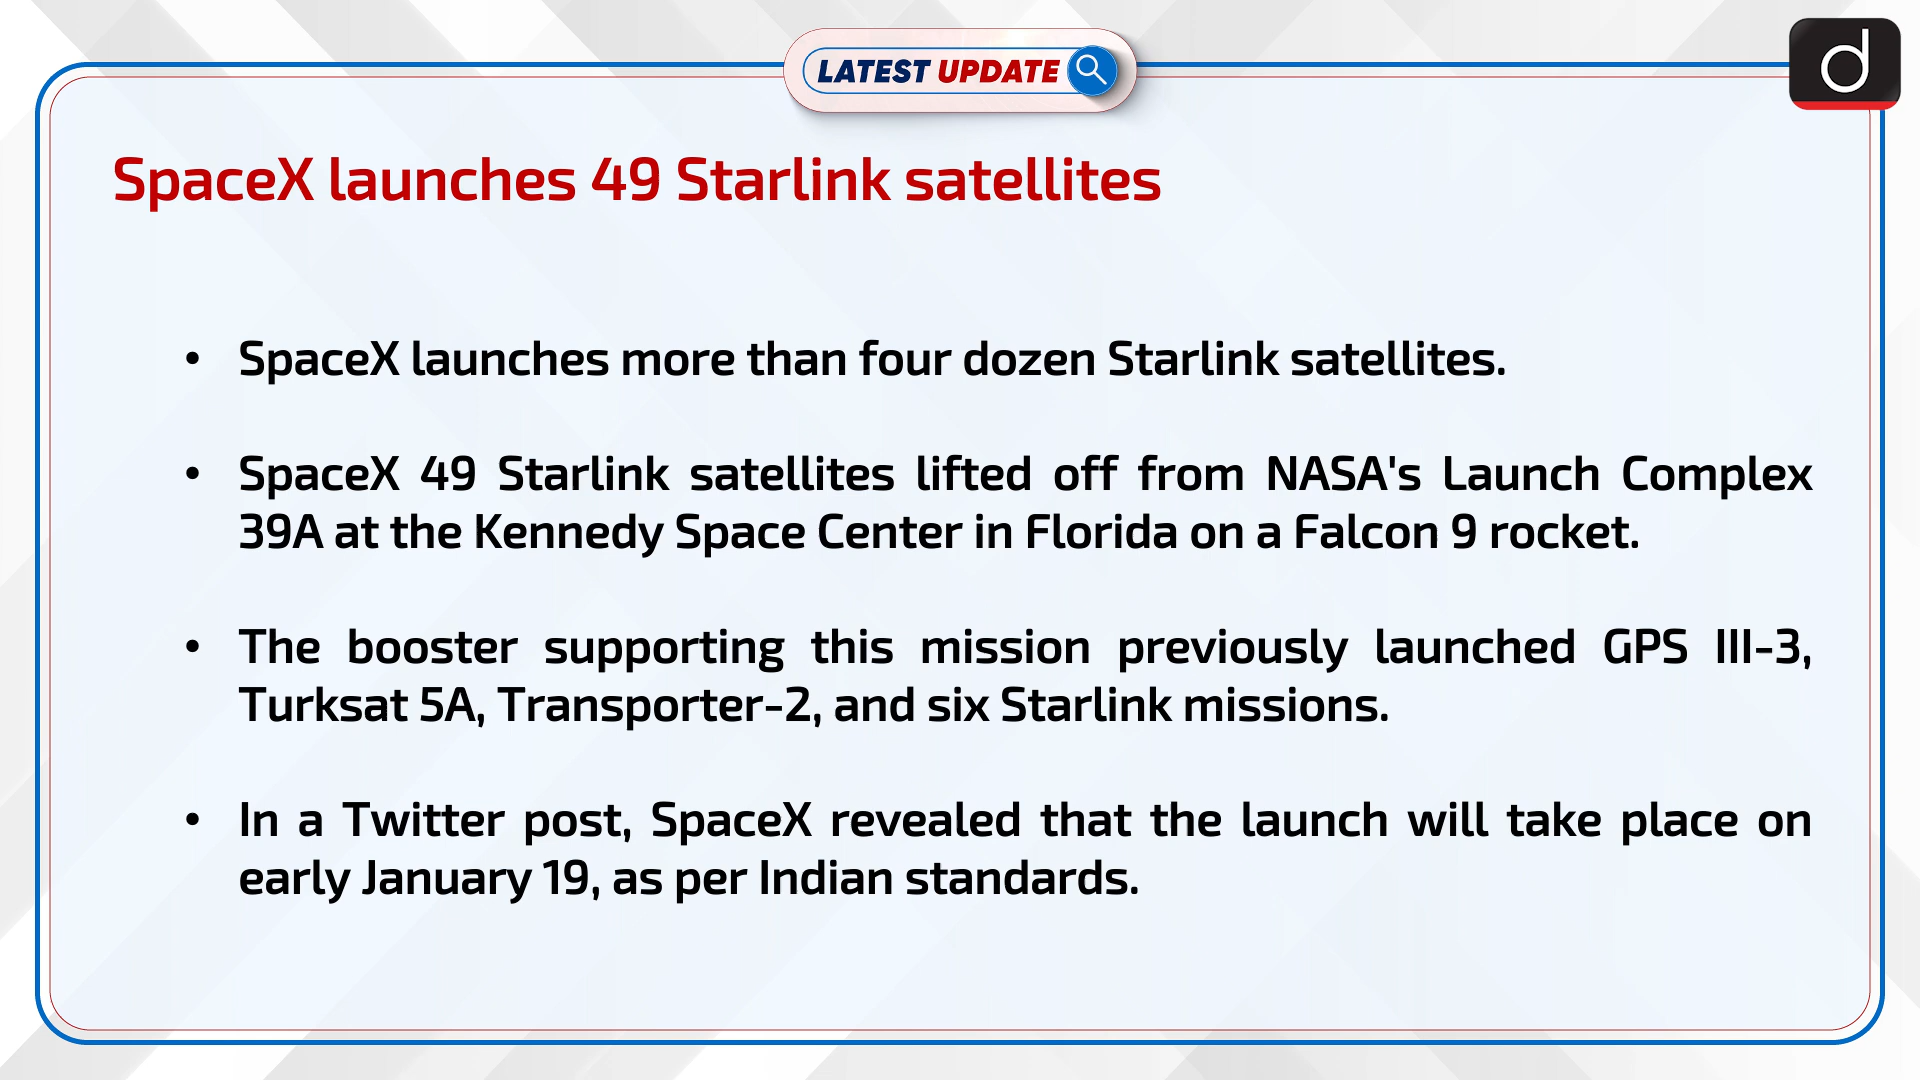 LATEST UPDATE
d
SpaceX launches 49 Starlink satellites
• SpaceX launches more than four dozen Starlink satellites.
• SpaceX 49 Starlink satellites lifted off from NASA's Launch Complex
39A at the Kennedy Space Center in Florida on a Falcon 9 rocket.
• The booster supporting this mission previously launched GPS III-3,
Turksat 5A, Transporter-2, and six Starlink missions.
• In a Twitter post, SpaceX revealed that the launch will take place on
early January 19, as per Indian standards.